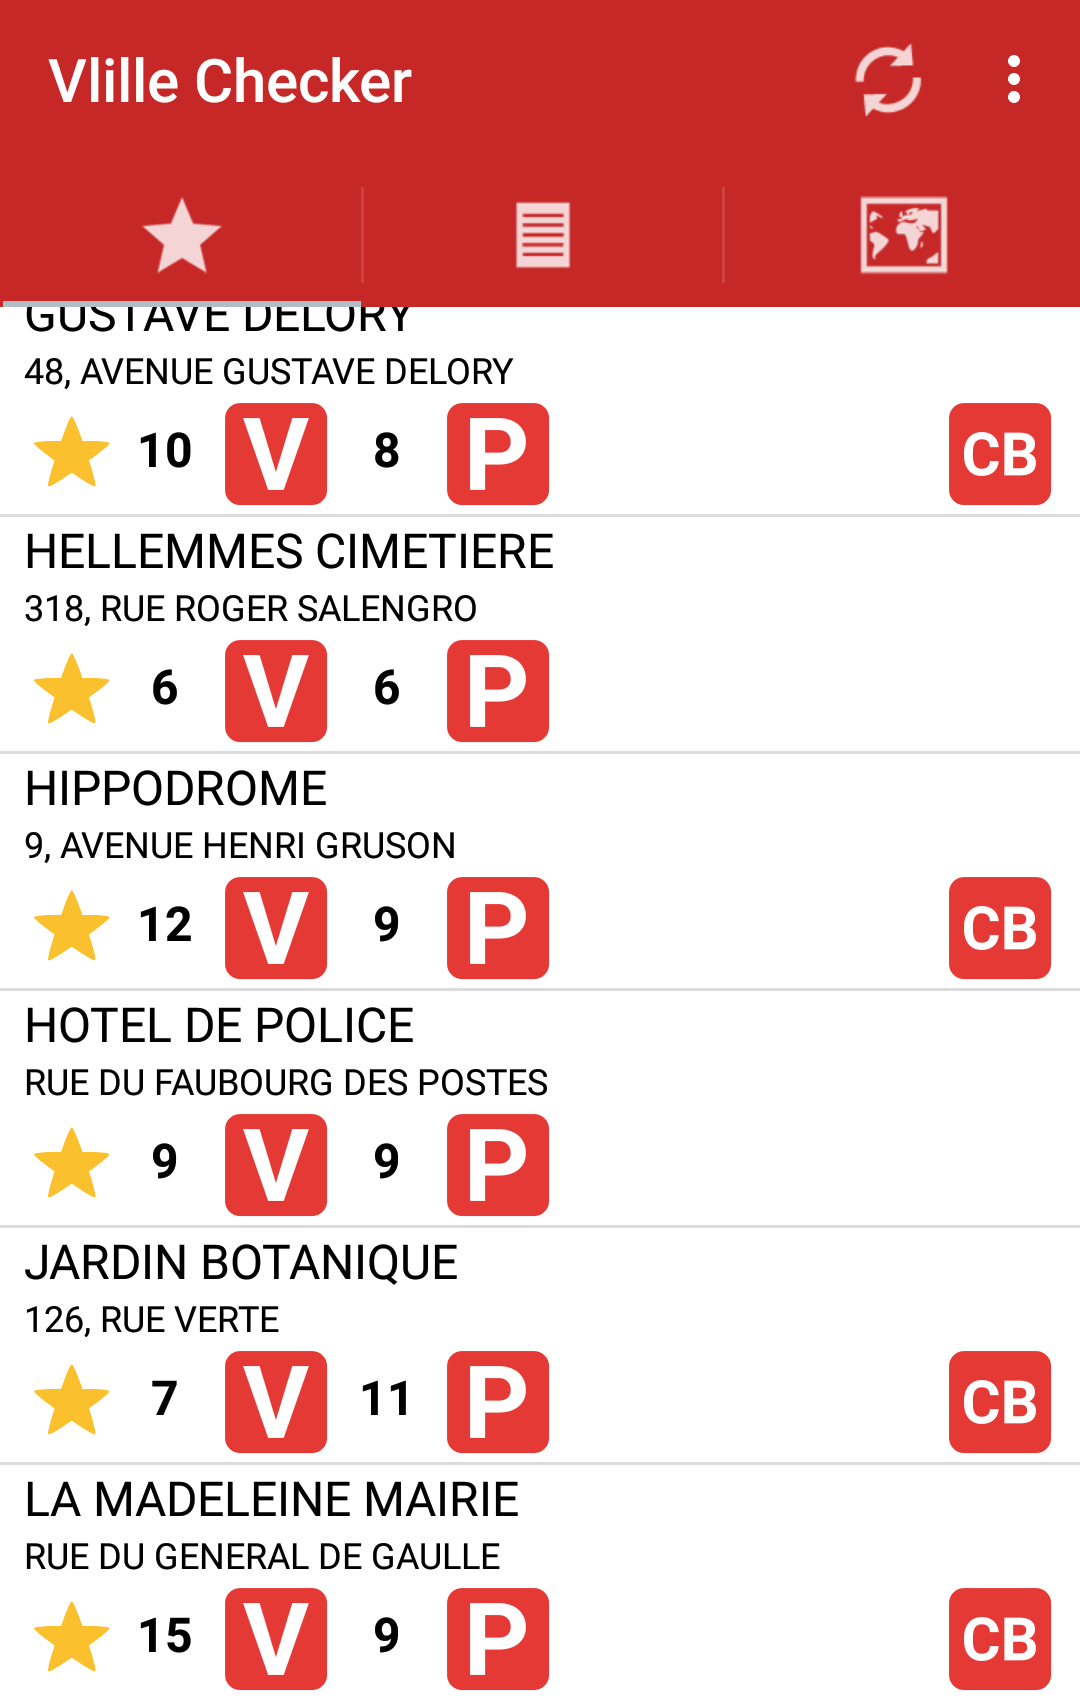 Vlille Checker
GUSTAVE DELORY
48, AVENUE GUSTAVE DELORY
10 V 8 P CB
HELLEMMES CIMETIERE
318, RUE ROGER SALENGRO
6 V 6 P
HIPPODROME
9, AVENUE HENRI GRUSON
12 V 9 P CB
HOTEL DE POLICE
RUE DU FAUBOURG DES POSTES
9 V 9 P
JARDIN BOTANIQUE
126, RUE VERTE
7 V 11 P CB
LA MADELEINE MAIRIE
RUE DU GENERAL DE GAULLE
15 V 9 P CB